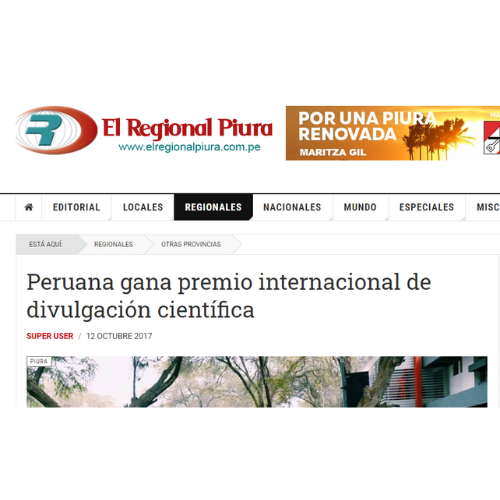 R
El Regional Piura
www.elregionalpiura.com.pe
POR UNA PIURA
RENOVADA
MARITZA GIL
EDITORIAL LOCALES REGIONALES NACIONALES MUNDO ESPECIALES MISC
ESTÁ AQUÍ REGIONALES OTRAS PROVINCIAS
Peruana gana premio internacional de
divulgación científica
SUPER USER / 12 OCTUBRE 2017
PIURA